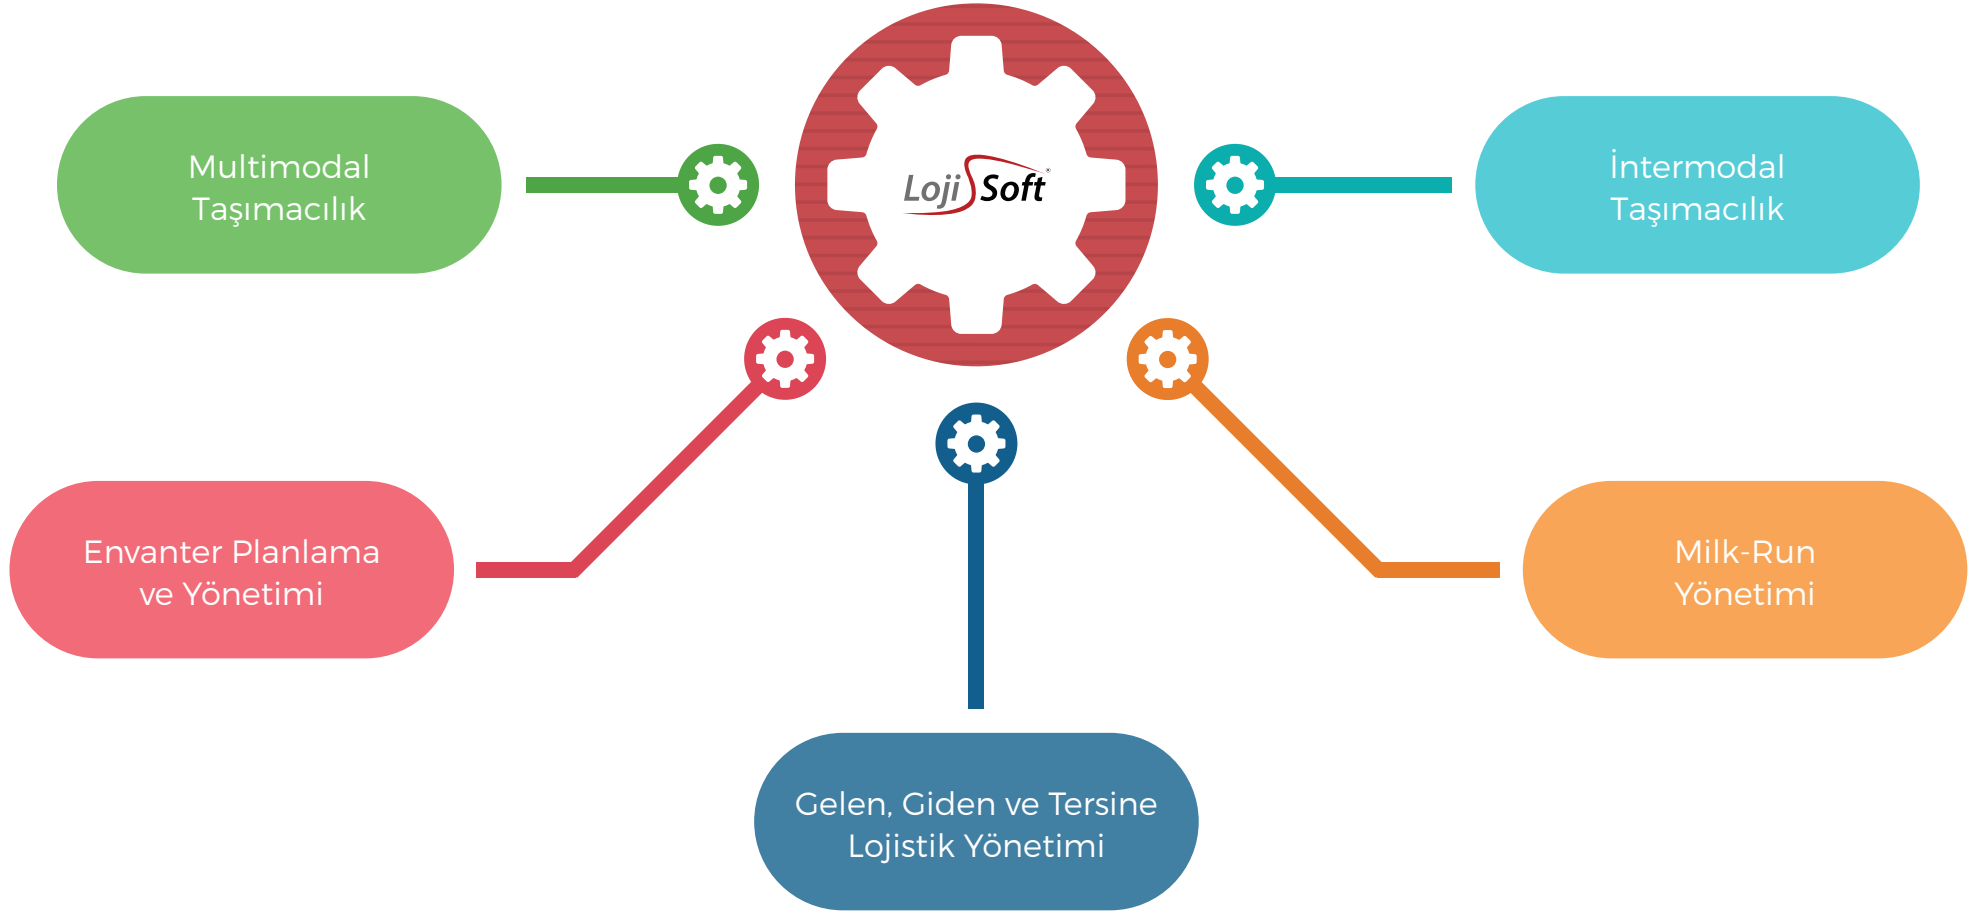 Loji Soft®
Multimodal
Taşımacılık
İntermodal
Taşımacılık
Envanter Planlama
ve Yönetimi
Milk-Run
Yönetimi
Gelen, Giden ve Tersine
Lojistik Yönetimi